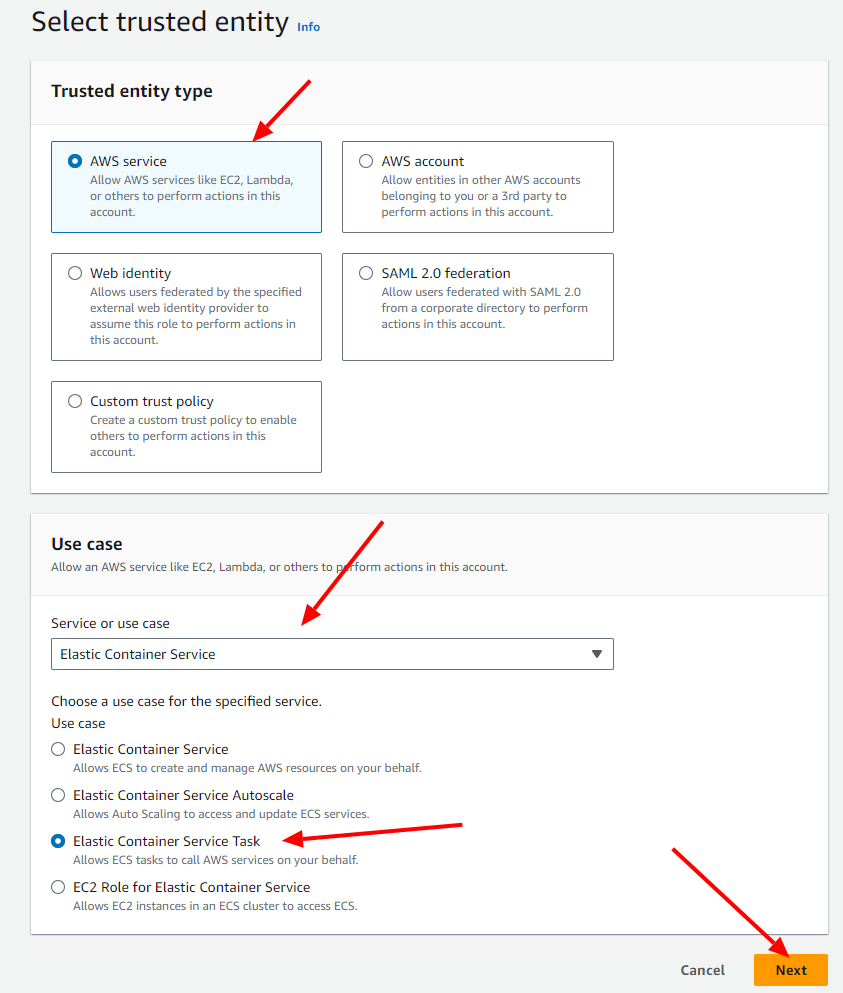 Select trusted entity Info
Trusted entity type
AWS service
Allow AWS services like EC2, Lambda,
or others to perform actions in this
account.
AWS account
Allow entities in other AWS accounts
belonging to you or a 3rd party to
perform actions in this account.
Web identity
Allows users federated by the specified
external web identity provider to
assume this role to perform actions in
this account.
SAML 2.0 federation
Allow users federated with SAML 2.0
from a corporate directory to perform
actions in this account.
Custom trust policy
Create a custom trust policy to enable
others to perform actions in this
account.
Use case
Allow an AWS service like EC2, Lambda, or others to perform actions in this account.
Service or use case
Elastic Container Service
Choose a use case for the specified service.
Use case
Elastic Container Service
Allows ECS to create and manage AWS resources on your behalf.
Elastic Container Service Autoscale
Allows Auto Scaling to access and update ECS services.
Elastic Container Service Task
Allows ECS tasks to call AWS services on your behalf.
EC2 Role for Elastic Container Service
Allows EC2 instances in an ECS cluster to access ECS.
Cancel
Next